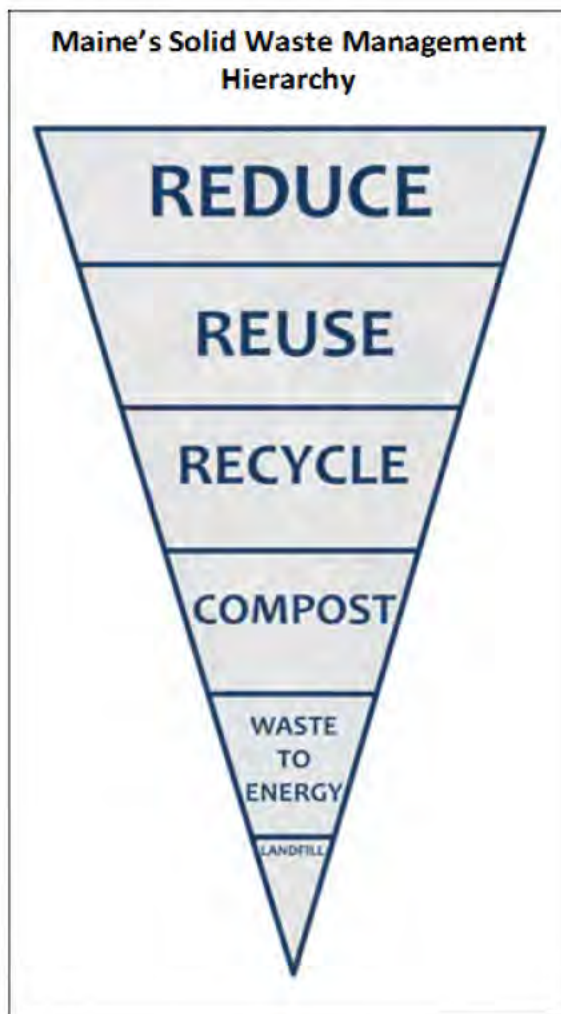 Maine's Solid Waste Management
Hierarchy
REDUCE
REUSE
RECYCLE
COMPOST
WASTE
TO
ENERGY
LANDFILL